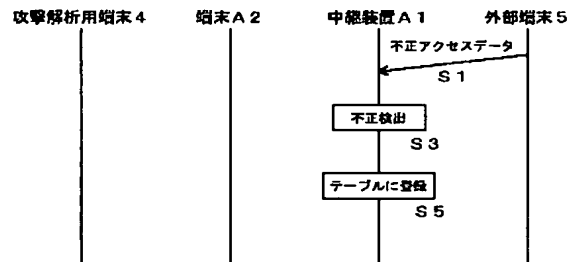 攻撃解析用端末4 端末A2 中継装置A1 外部端末5
不正アクセスデータ
S1
不正検出
S3
テーブルに登録
S5